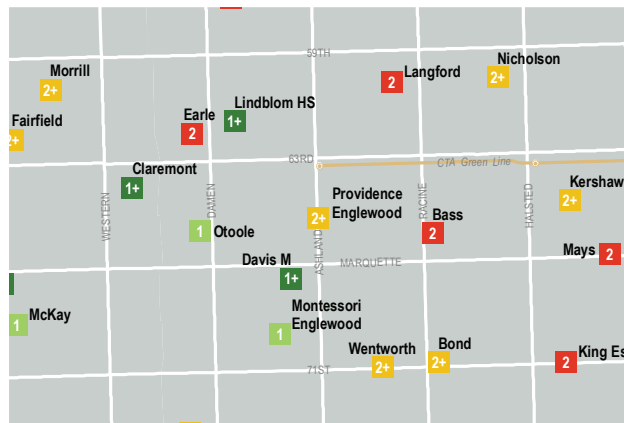 59TH
Nicholson
Morrill
Langford
2+
2
2+
Earle
Lindblom HS
Fairfield
1+
2
2+
63RD
CTA Green Line
Claremont
1+
Kershaw
Providence
Englewood
2+
WESTERN
DAMEN
ASHLAND
RACINE
HALSTED
2+
Bass
1
Otoole
2
Mays
2
Davis M
MARQUETTE
1+
Montessori
Englewood
McKay
1
1
Wentworth
Bond
King Es
2+
2+
2
71ST